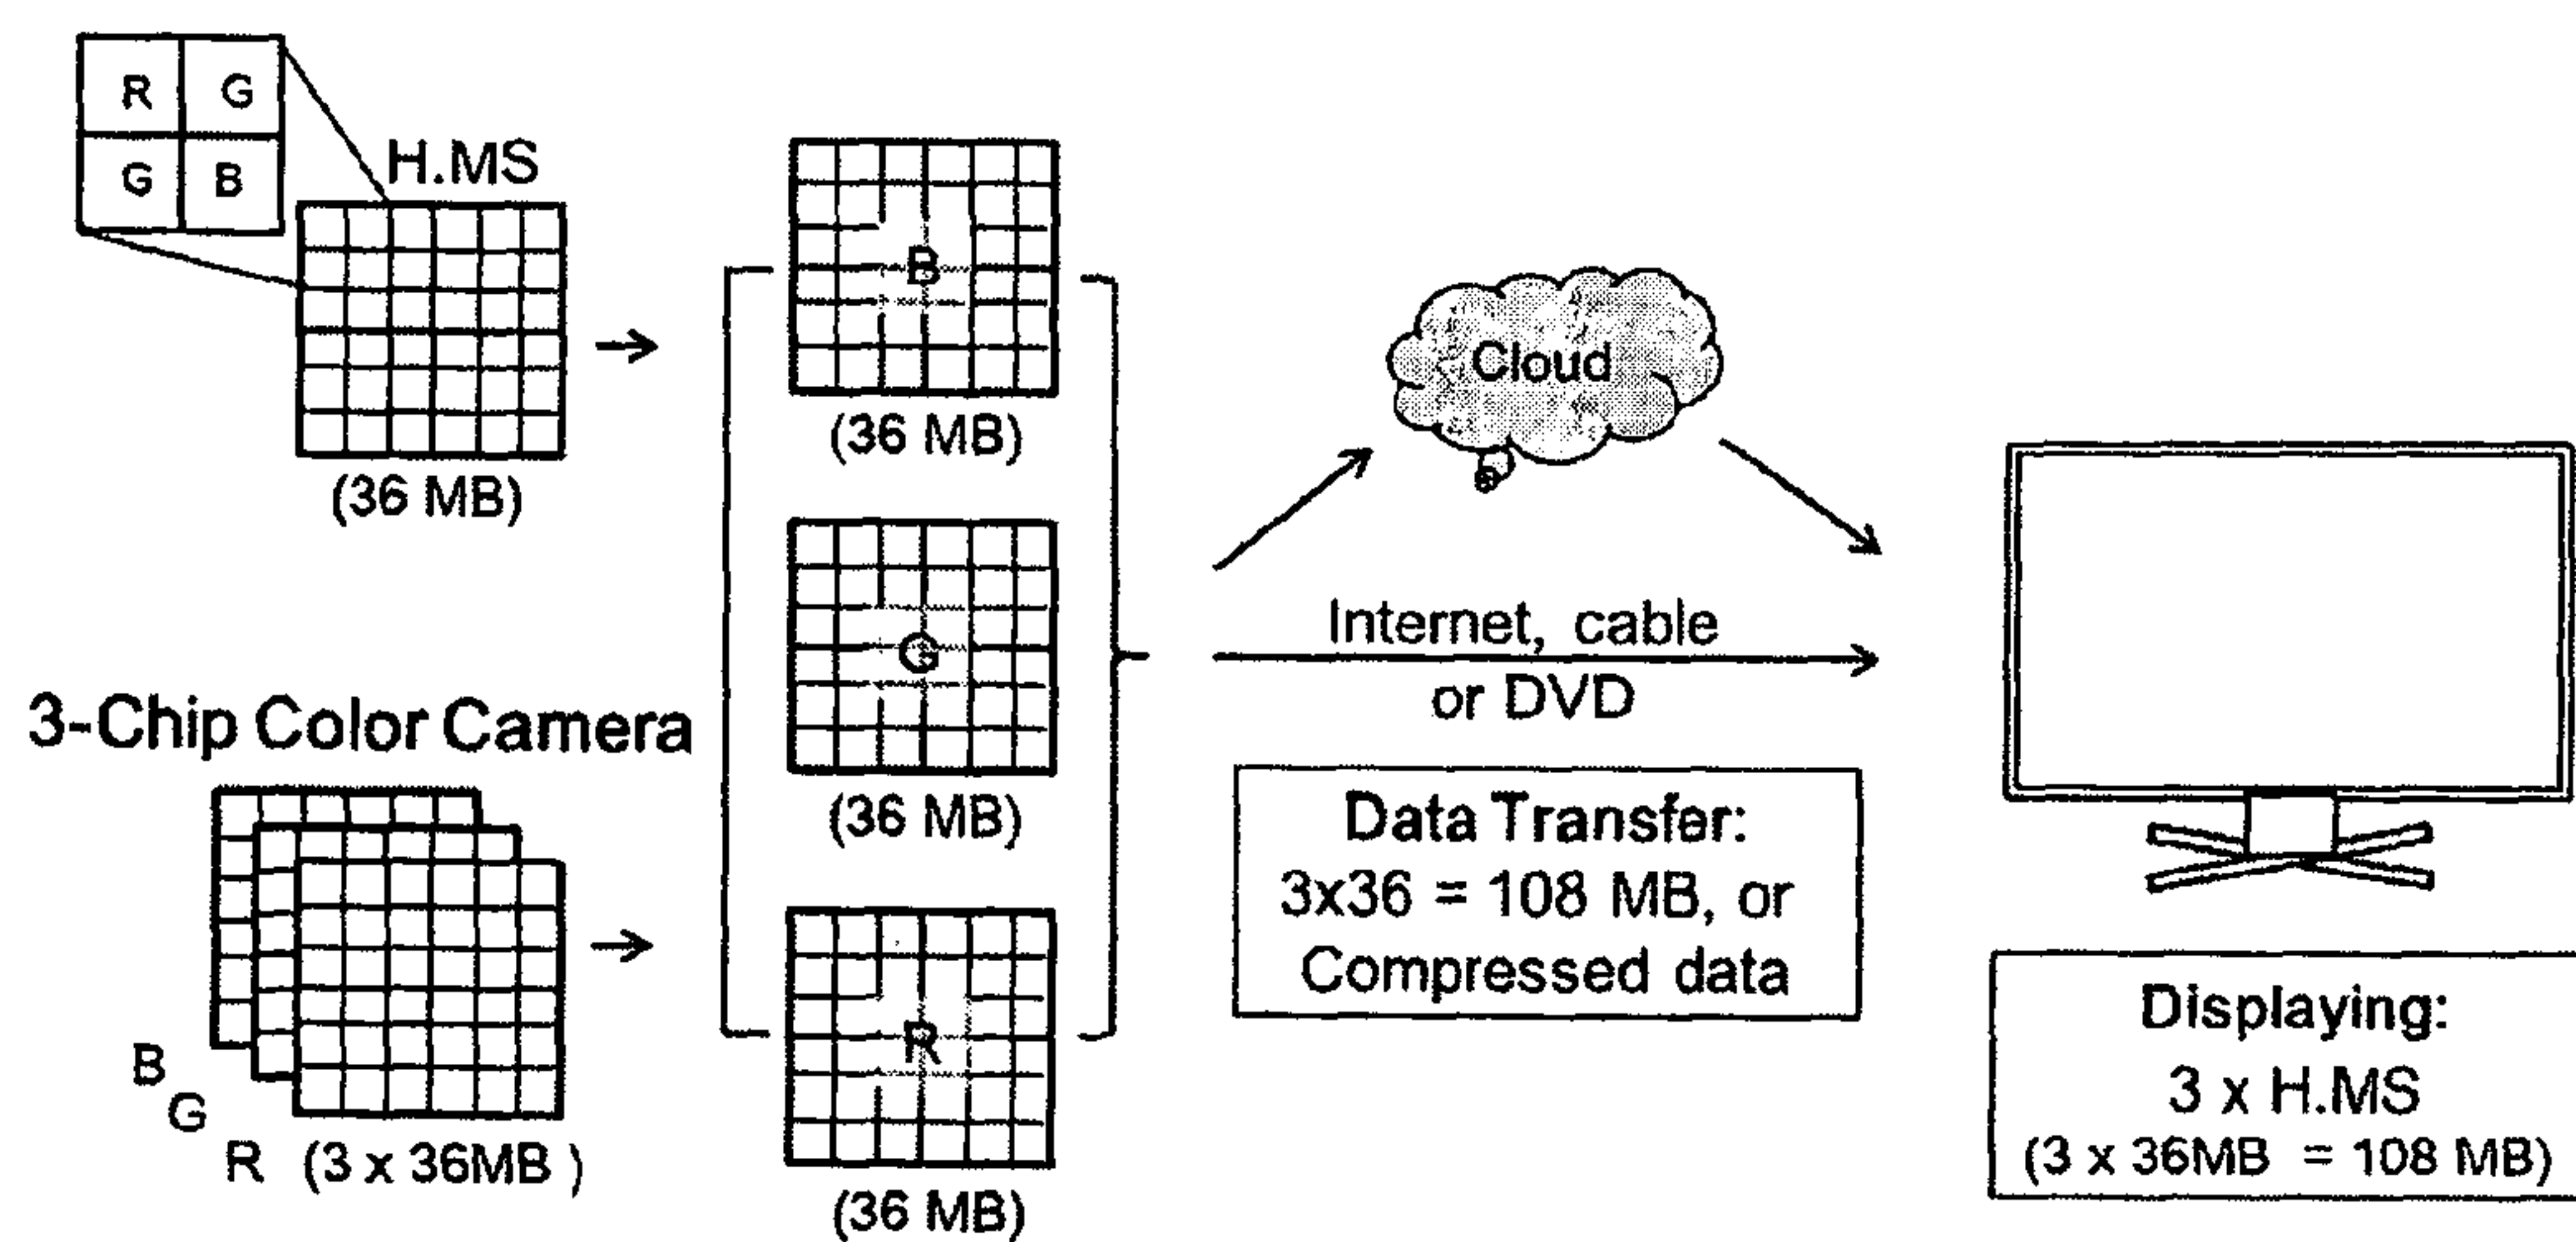 R G
G B
H.MS
(36 MB)
3-Chip Color Camera
B
G
R (3 x 36MB )
B
(36 MB)
G
(36 MB)
R
(36 MB)
Cloud
Internet, cable
or DVD
Data Transfer:
3x36 = 108 MB, or
Compressed data
Displaying:
3 x H.MS
(3 x 36MB = 108 MB)